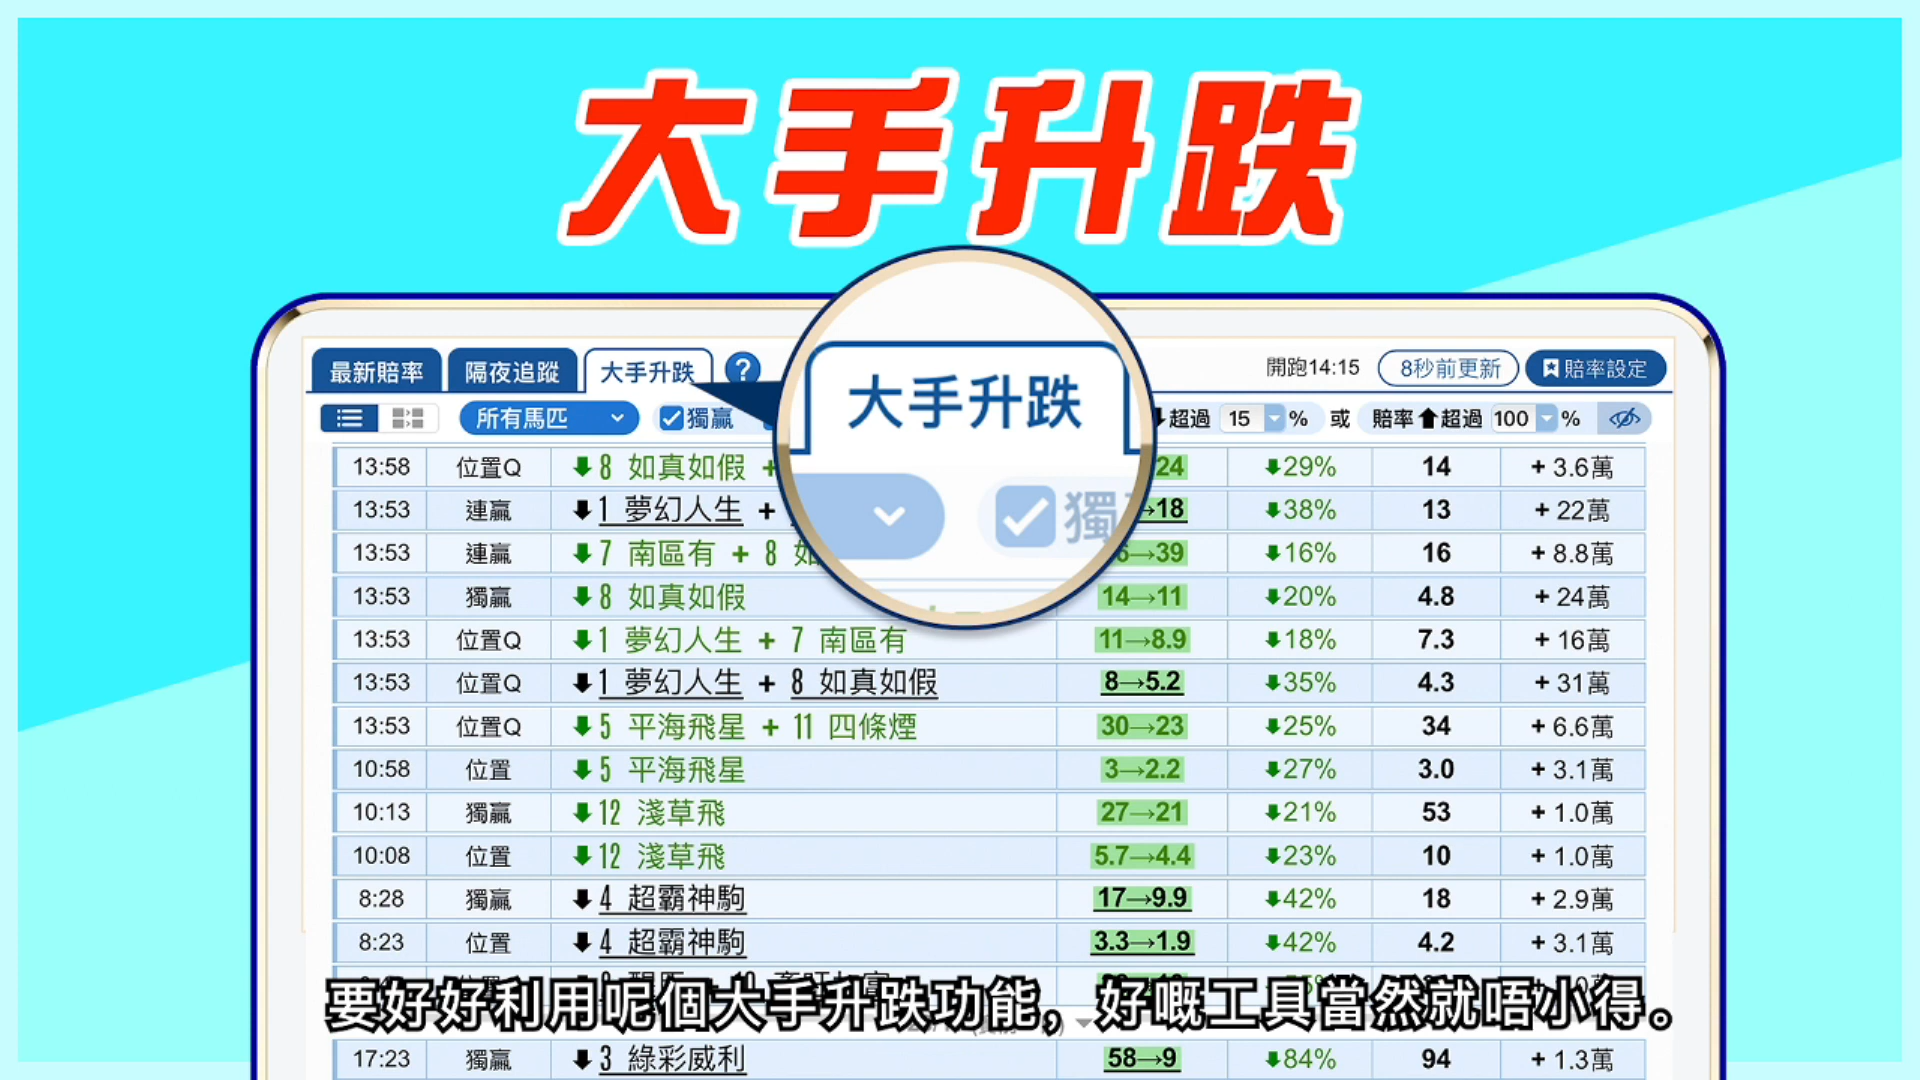 大手升跌
最新賠率 隔夜追蹤 大手升跌 ? 開跑14:15 8秒前更新 賠率設定
大手升跌
所有馬匹 獨贏 超過 15 % 或 賠率 超過 100 %
獨
13:58 位置Q 8 如真如假 + 24 29% 14 + 3.6萬
13:53 連贏 1 夢幻人生 + →18 38% 13 + 22萬
13:53 連贏 7 南區有 + 8 如 6→39 16% 16 + 8.8萬
13:53 獨贏 8 如真如假 14→11 20% 4.8 + 24萬
13:53 位置Q 1 夢幻人生 + 7 南區有 11→8.9 18% 7.3 + 16萬
13:53 位置Q 1 夢幻人生 + 8 如真如假 8→5.2 35% 4.3 + 31萬
13:53 位置Q 5 平海飛星 + 11 四條煙 30→23 25% 34 + 6.6萬
10:58 位置 5 平海飛星 3→2.2 27% 3.0 + 3.1萬
10:13 獨贏 12 淺草飛 27→21 21% 53 + 1.0萬
10:08 位置 12 淺草飛 5.7→4.4 23% 10 + 1.0萬
8:28 獨贏 4 超霸神駒 17→9.9 42% 18 + 2.9萬
8:23 位置 4 超霸神駒 3.3→1.9 42% 4.2 + 3.1萬
要好好利用呢個大手升跌功能，好嘅工具當然就唔小得。
17:23 獨贏 3 綠彩威利 58→9 84% 94 + 1.3萬